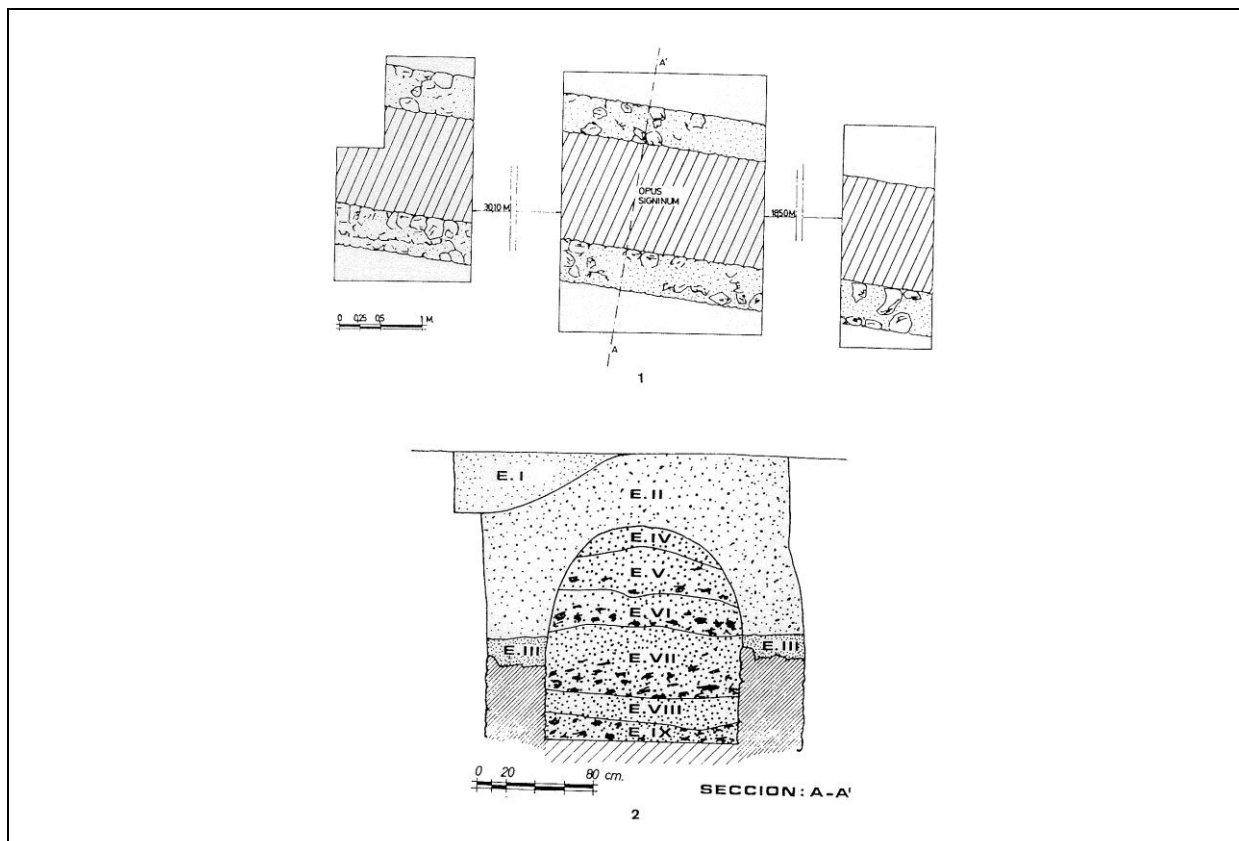 A'
30,10 M.
OPUS
SIGNINUM
18,50 M.
0 0,25 0,5 1 M.
A
1
E. I
E. II
E. IV
E. V
E. VI
E. III
E. III
E. VII
E. VIII
E. IX
0 20 80 cm.
SECCION: A-A'
2